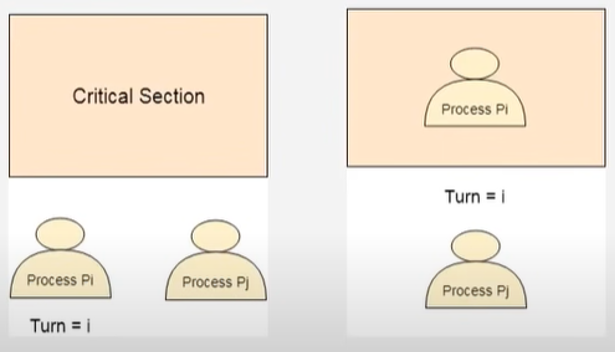 Critical Section
Process Pi
Process Pj
Turn = i
Process Pi
Turn = i
Process Pj